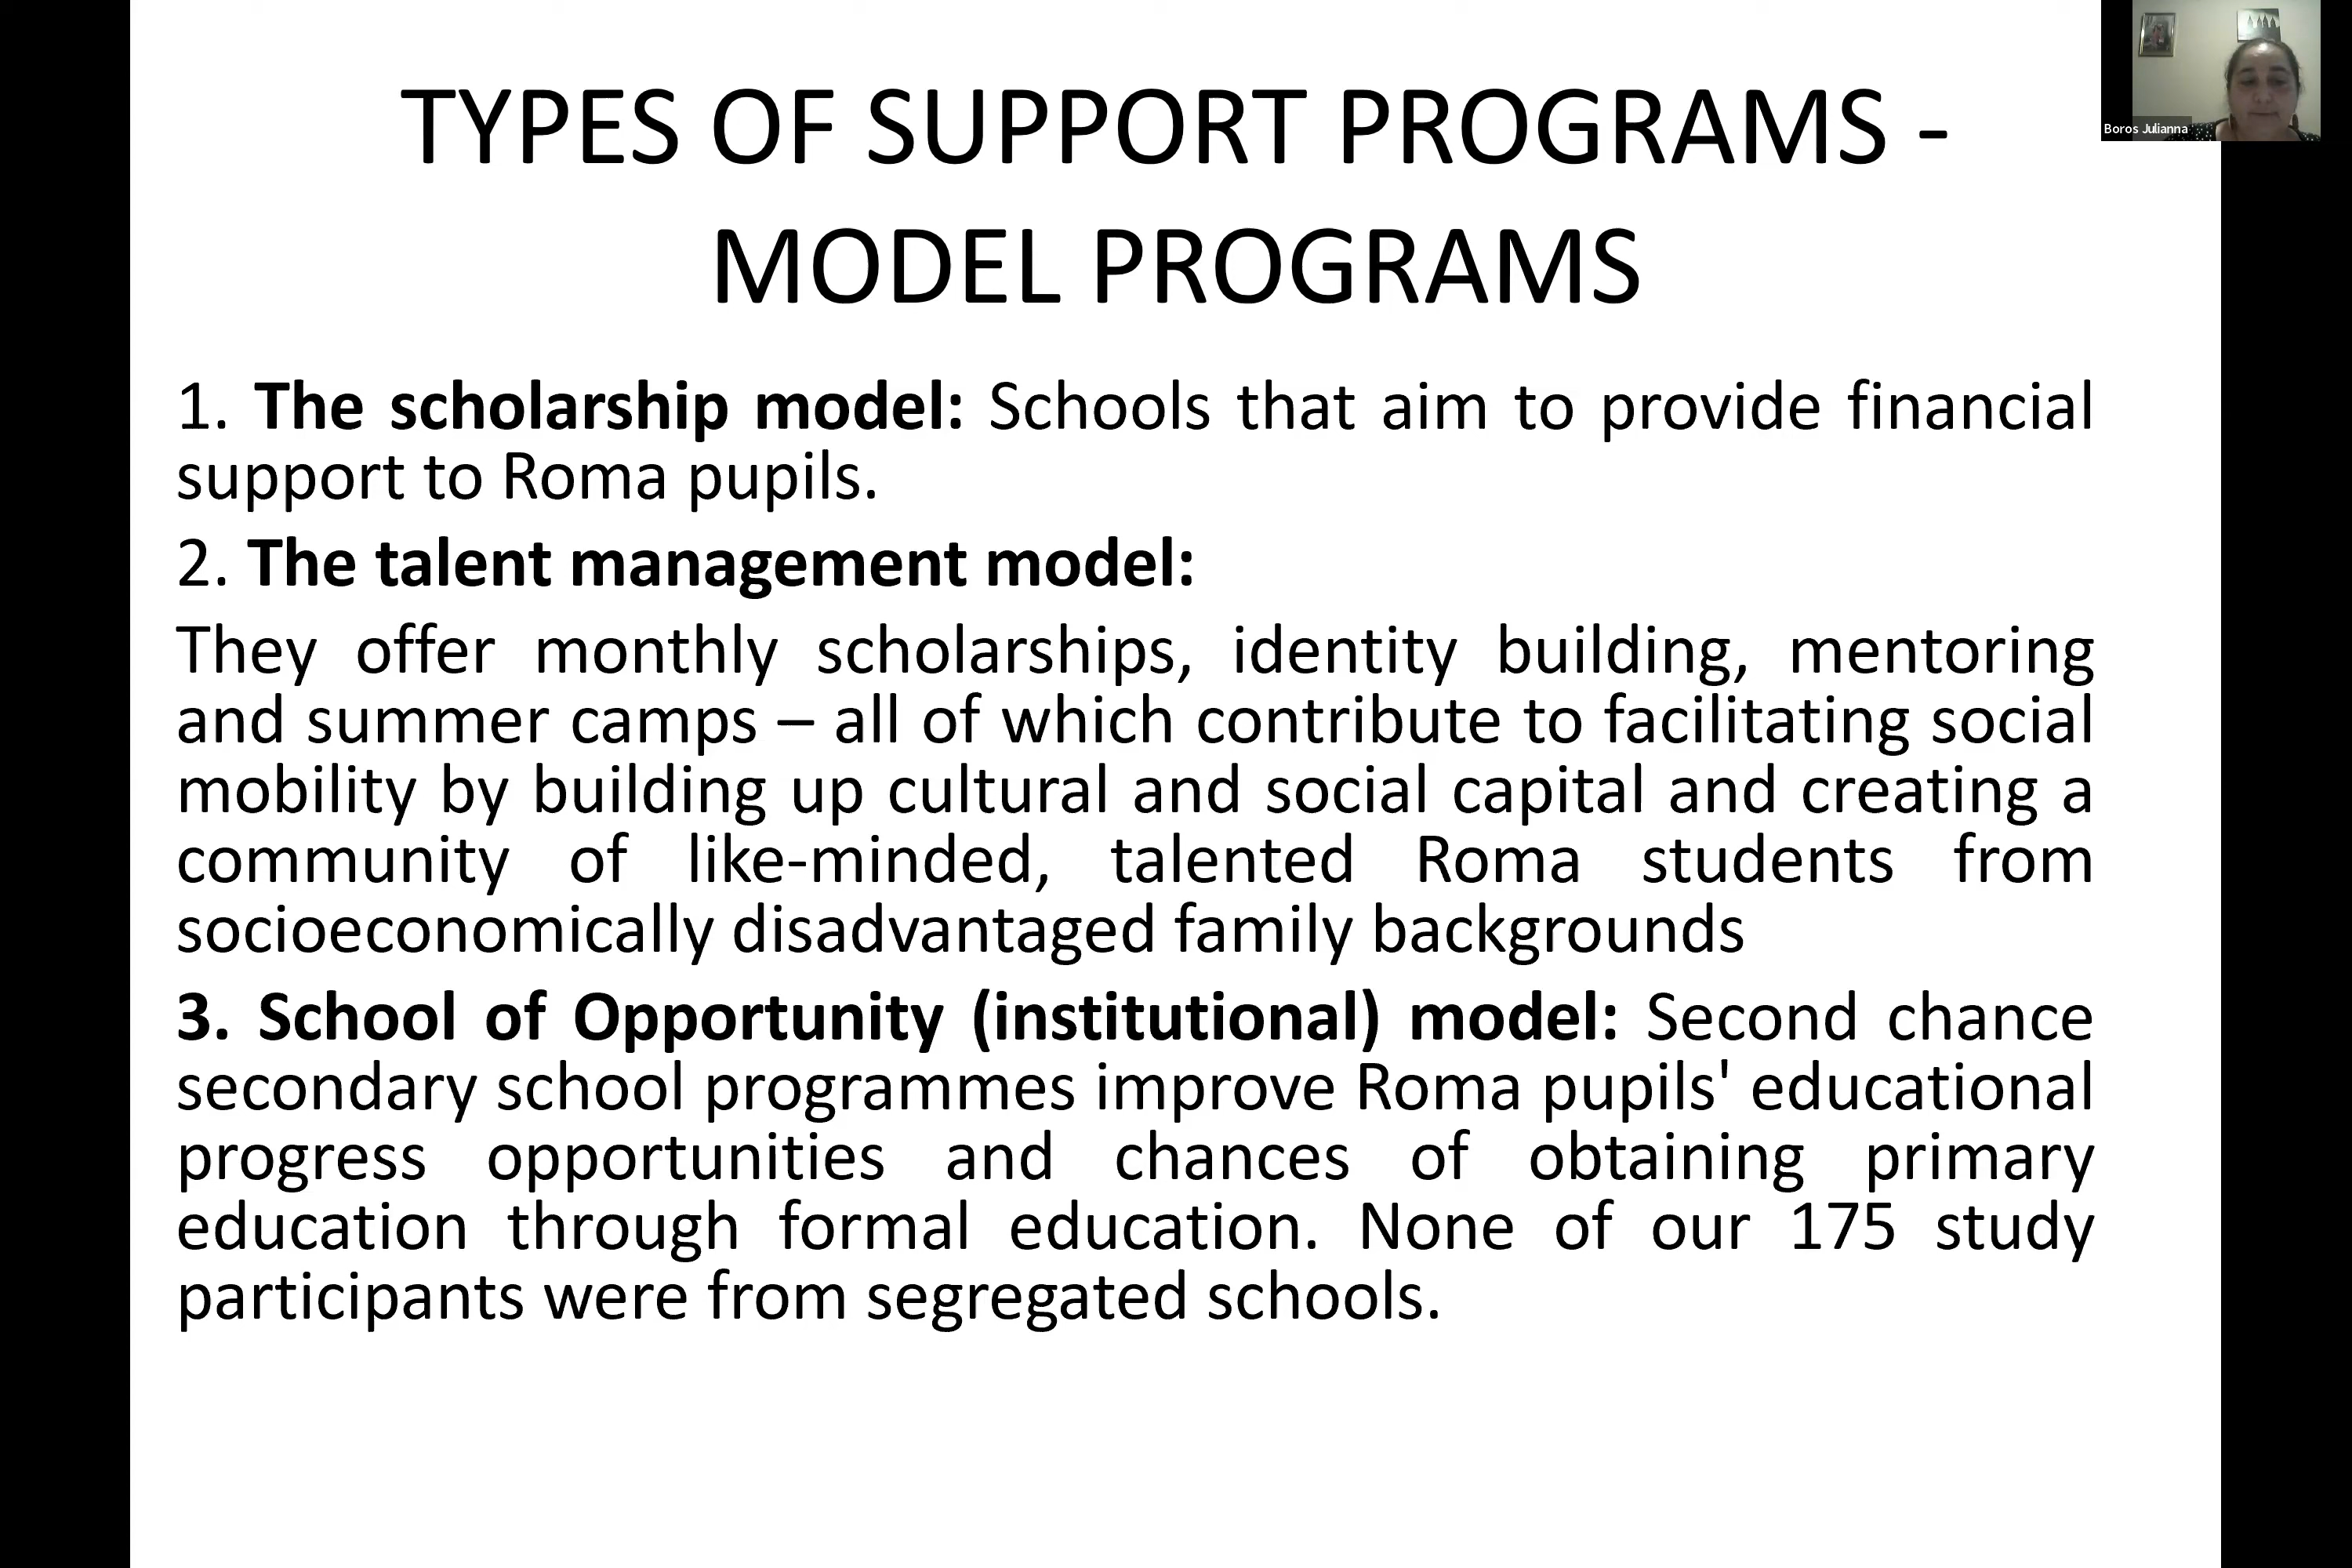 TYPES OF SUPPORT PROGRAMS -
MODEL PROGRAMS
Boros Julianna
1. The scholarship model: Schools that aim to provide financial
support to Roma pupils.
2. The talent management model:
They offer monthly scholarships, identity building, mentoring
and summer camps – all of which contribute to facilitating social
mobility by building up cultural and social capital and creating a
community of like-minded, talented Roma students from
socioeconomically disadvantaged family backgrounds
3. School of Opportunity (institutional) model: Second chance
secondary school programmes improve Roma pupils' educational
progress opportunities and chances of obtaining primary
education through formal education. None of our 175 study
participants were from segregated schools.